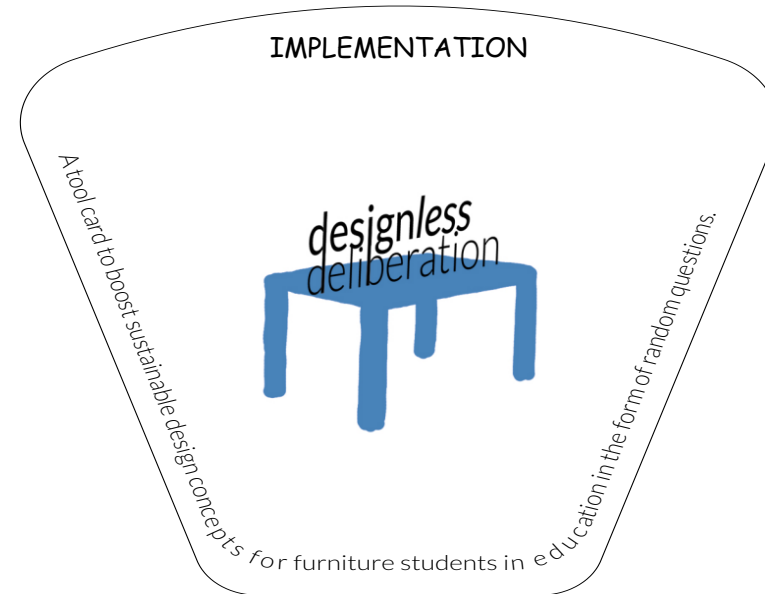 IMPLEMENTATION
designless
deliberation
A tool card to boost sustainable design concepts for furniture students in education in the form of random questions.